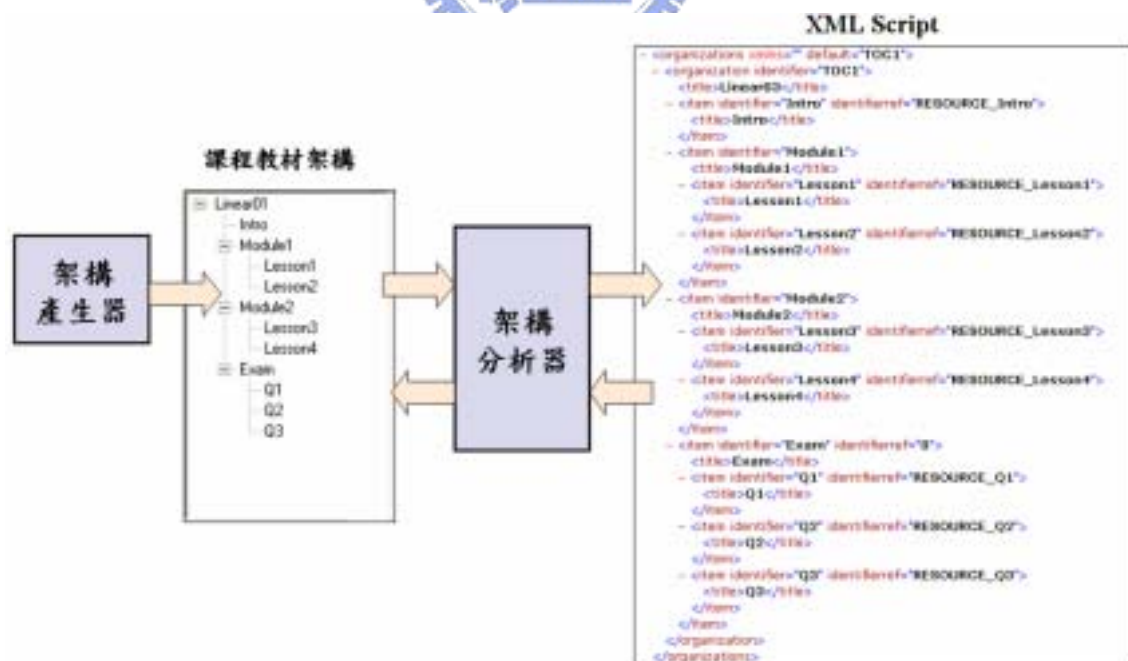 XML Script
課程教材架構
架構
產生器
Linear01
Intro
Module1
Lesson1
Lesson2
Module2
Lesson3
Lesson4
Exam
Q1
Q2
Q3
架構
分析器
- <organizations xmlns="" default="TOC1">
- <organization identifier="TOC1">
<title>Linear03</title>
- <item identifier="Intro" identifierref="RESOURCE_Intro">
<title>Intro</title>
</item>
- <item identifier="Module1">
<title>Module1</title>
- <item identifier="Lesson1" identifierref="RESOURCE_Lesson1">
<title>Lesson1</title>
</item>
- <item identifier="Lesson2" identifierref="RESOURCE_Lesson2">
<title>Lesson2</title>
</item>
</item>
- <item identifier="Module2">
<title>Module2</title>
- <item identifier="Lesson3" identifierref="RESOURCE_Lesson3">
<title>Lesson3</title>
</item>
- <item identifier="Lesson4" identifierref="RESOURCE_Lesson4">
<title>Lesson4</title>
</item>
</item>
- <item identifier="Exam" identifierref=
<title>Exam</title>
- <item identifier="Q1" identifierref="RESOURCE_Q1">
<title>Q1</title>
</item>
- <item identifier="Q2" identifierref="RESOURCE_Q2">
<title>Q2</title>
</item>
- <item identifier="Q3" identifierref="RESOURCE_Q3">
<title>Q3</title>
</item>
</item>
</organization>
</organizations>